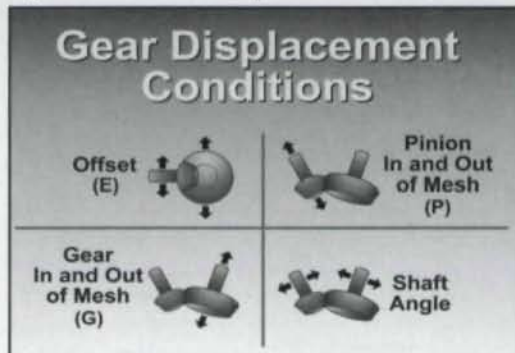 Gear Displacement
Conditions
Offset
(E)
Pinion
In and Out
of Mesh
(P)
Gear
In and Out
of Mesh
(G)
Shaft
Angle